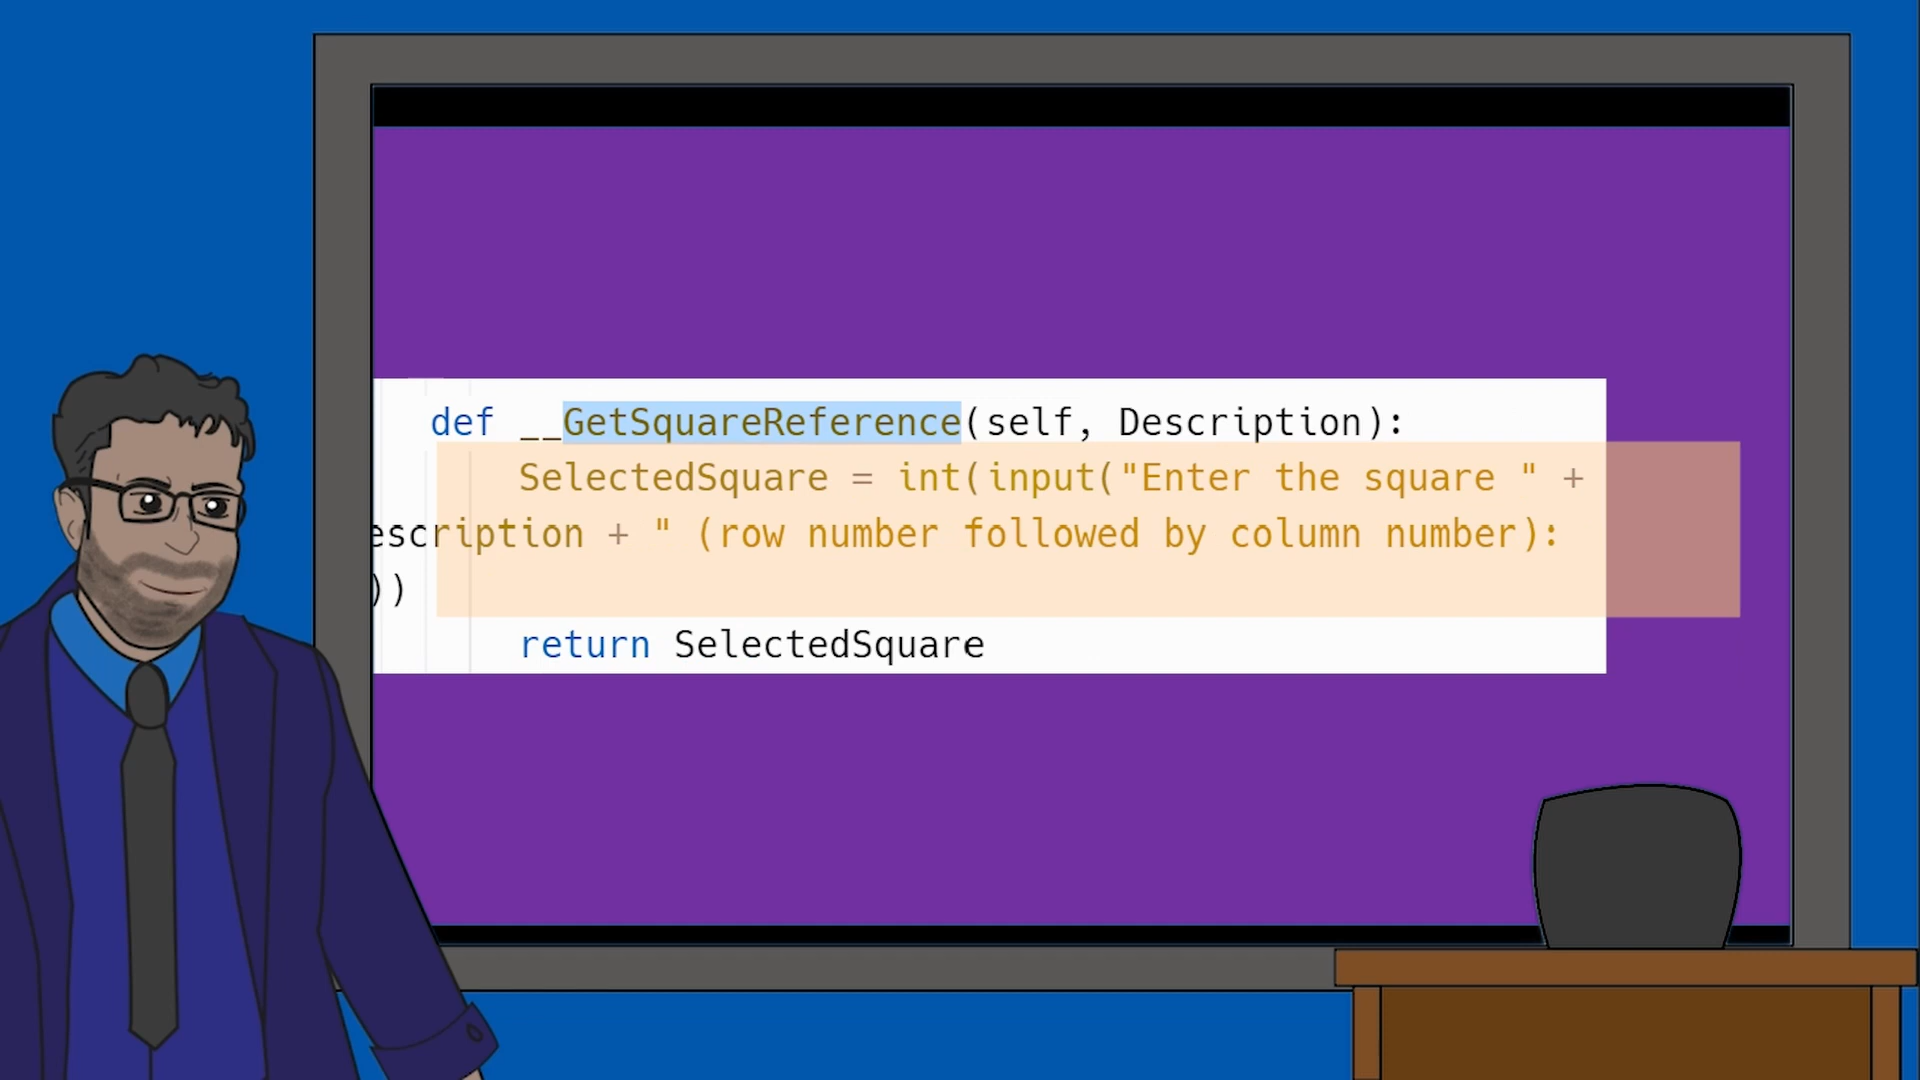 def __GetSquareReference(self, Description):
SelectedSquare = int(input("Enter the square " +
escription + " (row number followed by column number):
))
return SelectedSquare